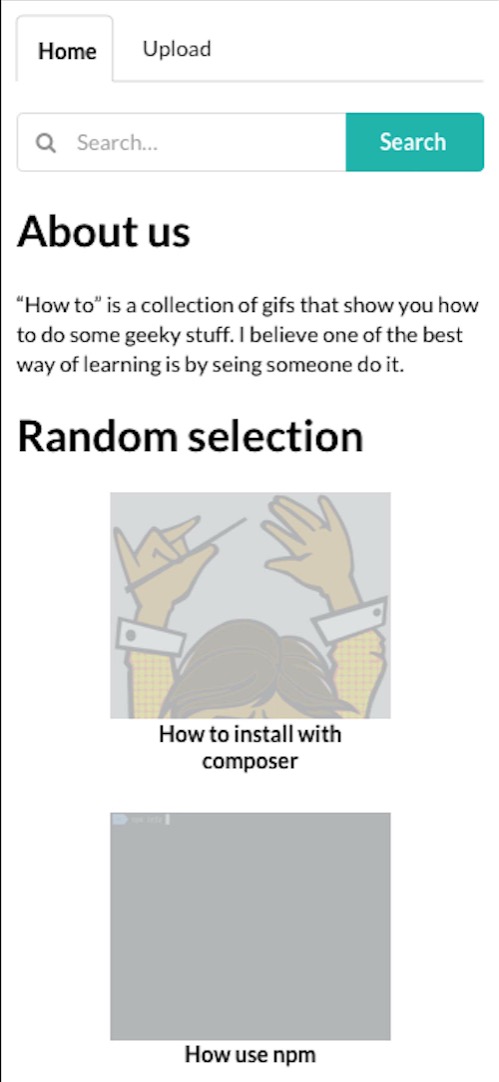 Home
Upload
Search...
Search
About us
“How to” is a collection of gifs that show you how
to do some geeky stuff. I believe one of the best
way of learning is by seing someone do it.
Random selection
How to install with
composer
How use npm